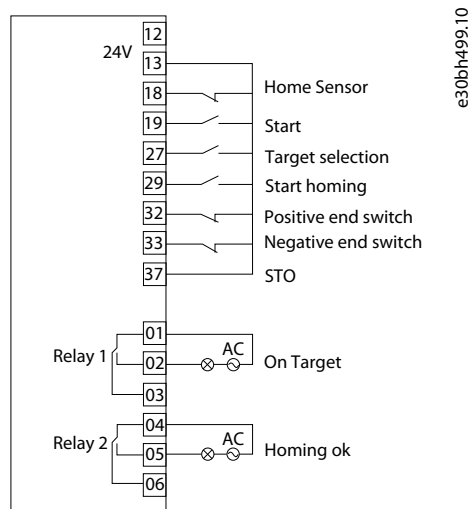 e30bh499.10
12
24V
13
18 Home Sensor
19 Start
27 Target selection
29 Start homing
32 Positive end switch
33 Negative end switch
37 STO
01
Relay 1 02 AC On Target
03
04
Relay 2 05 AC Homing ok
06